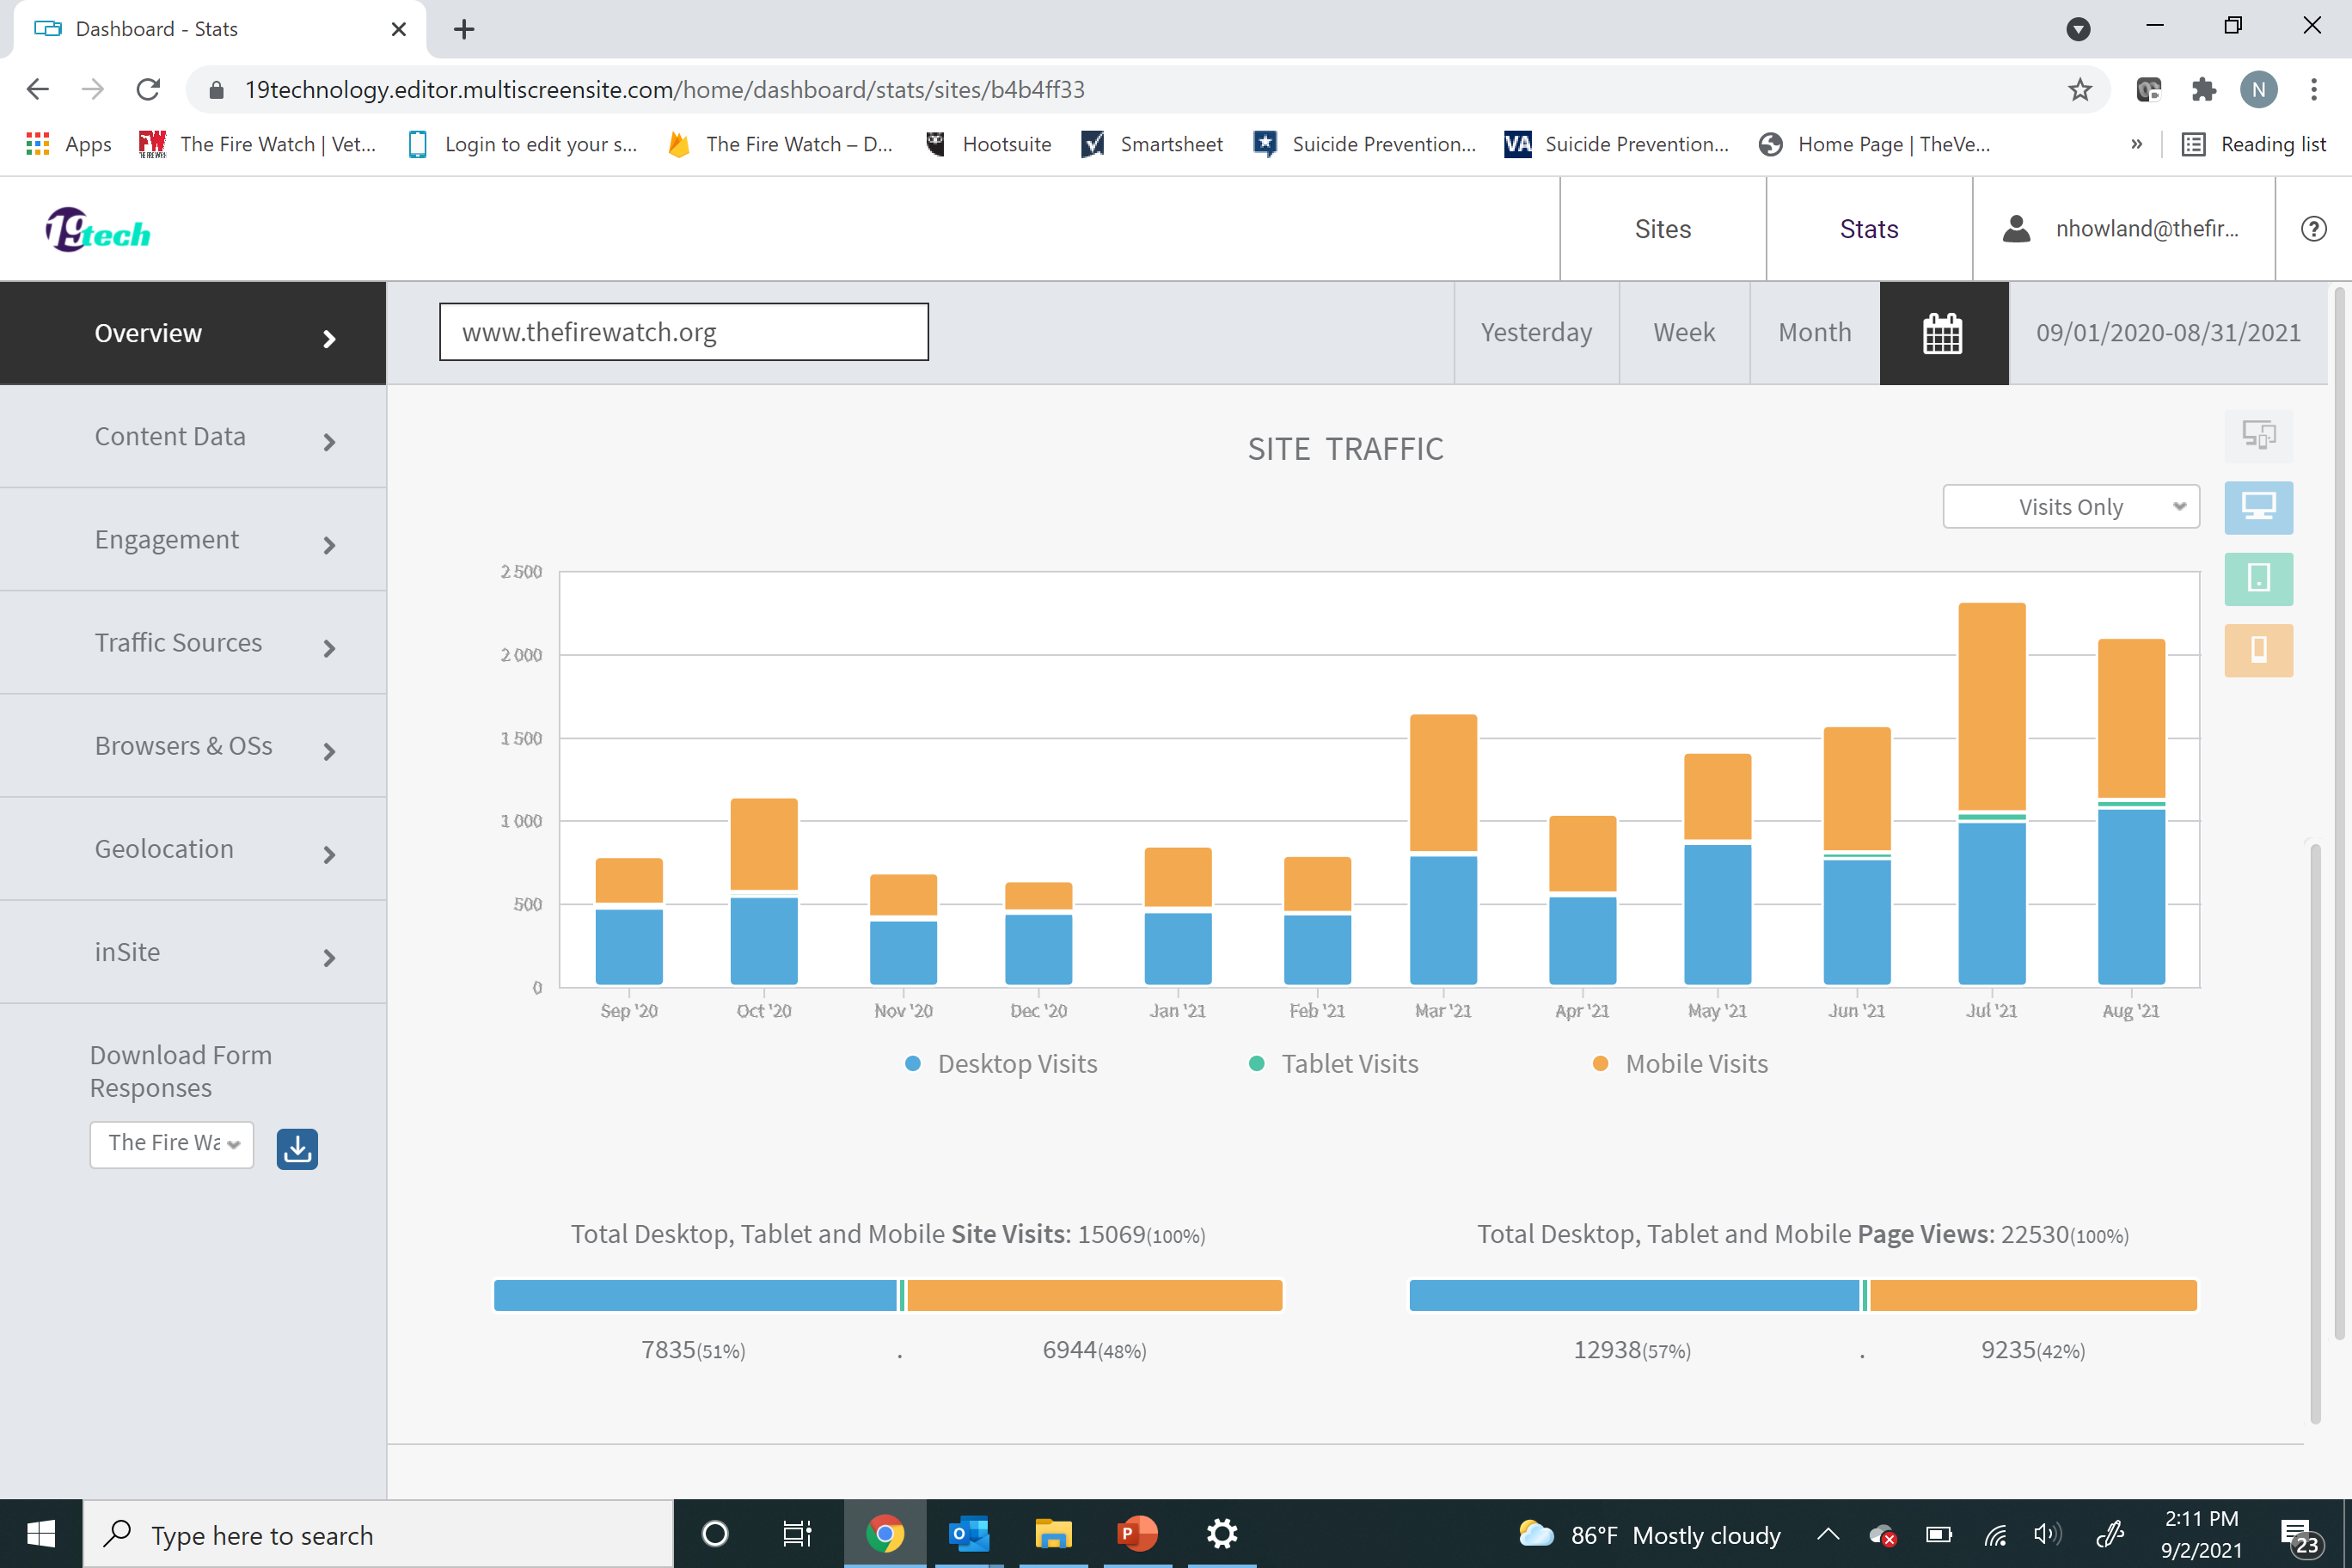 Dashboard - Stats
19technology.editor.multiscreensite.com/home/dashboard/stats/sites/b4b4ff33
N
Apps
FW
The Fire Watch | Vet...
Login to edit your s...
The Fire Watch – D...
Hootsuite
Smartsheet
Suicide Prevention...
VA
Suicide Prevention...
Home Page | TheVe...
»
Reading list
19tech
Sites
Stats
nhowland@thefir...
?
Overview
www.thefirewatch.org
Yesterday
Week
Month
09/01/2020-08/31/2021
Content Data
Engagement
Traffic Sources
Browsers & OSs
Geolocation
inSite
Download Form
Responses
The Fire Wa
SITE TRAFFIC
Visits Only
2 500
2 000
1 500
1 000
500
0
Sep '20
Oct '20
Nov '20
Dec '20
Jan '21
Feb '21
Mar '21
Apr '21
May '21
Jun '21
Jul '21
Aug '21
Desktop Visits
Tablet Visits
Mobile Visits
Total Desktop, Tablet and Mobile Site Visits: 15069(100%)
7835(51%)
.
6944(48%)
Total Desktop, Tablet and Mobile Page Views: 22530(100%)
12938(57%)
.
9235(42%)
Type here to search
86°F Mostly cloudy
2:11 PM
9/2/2021
23